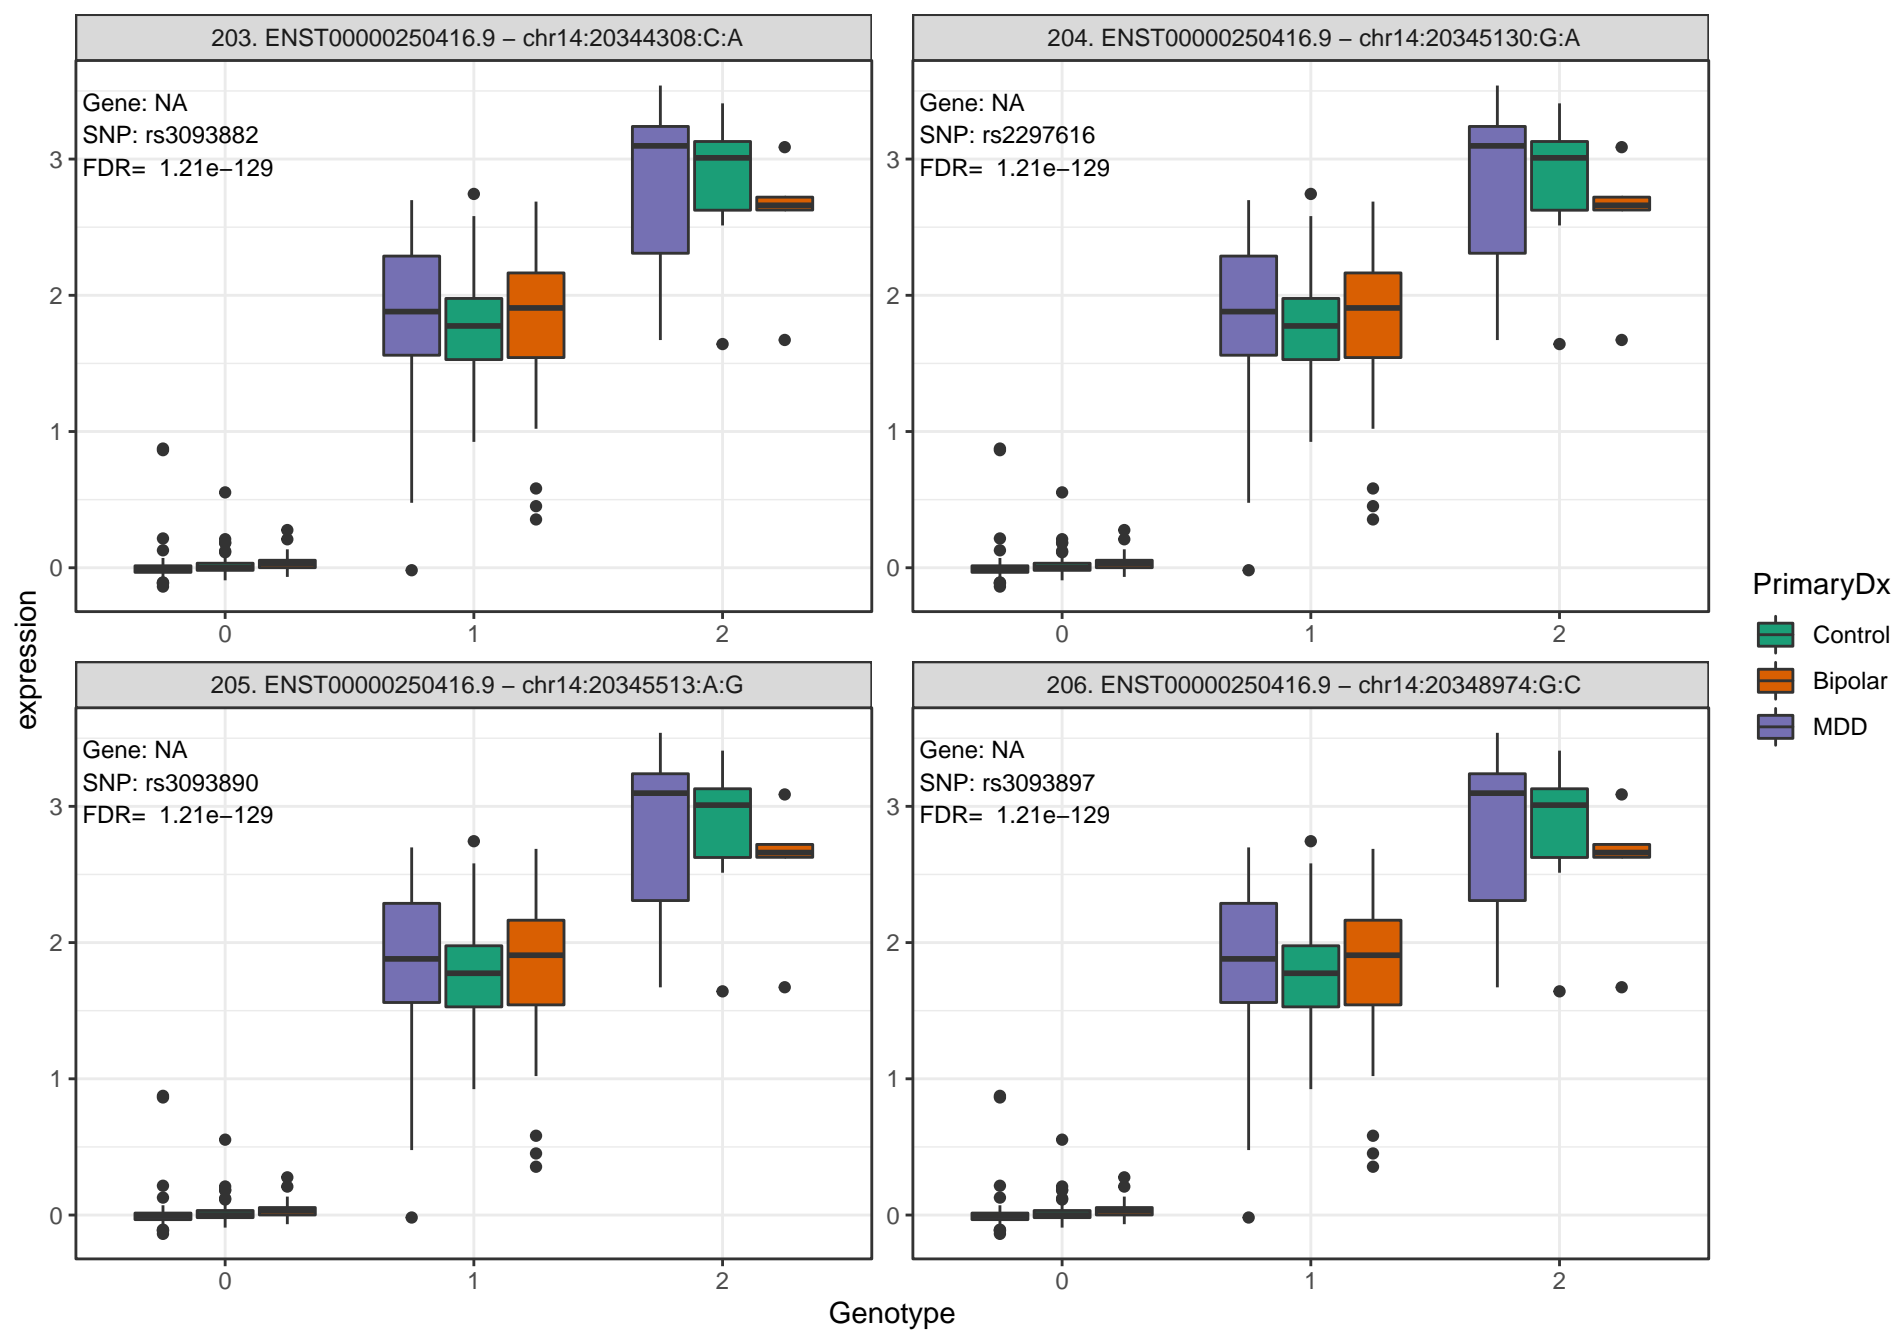 203. ENST00000250416.9 – chr14:20344308:C:A
Gene: NA
SNP: rs3093882
FDR= 1.21e−129
3
2
1
0
0 1 2
204. ENST00000250416.9 – chr14:20345130:G:A
Gene: NA
SNP: rs2297616
FDR= 1.21e−129
3
2
1
0
0 1 2
205. ENST00000250416.9 – chr14:20345513:A:G
Gene: NA
SNP: rs3093890
FDR= 1.21e−129
3
2
1
0
0 1 2
206. ENST00000250416.9 – chr14:20348974:G:C
Gene: NA
SNP: rs3093897
FDR= 1.21e−129
3
2
1
0
0 1 2
expression
Genotype
PrimaryDx
Control
Bipolar
MDD